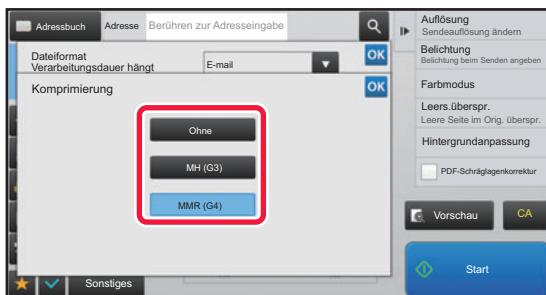 Adressbuch
Adresse
Berühren zur Adresseingabe
Dateiformat
Verarbeitungsdauer hängt
E-mail
OK
Komprimierung
OK
Ohne
MH (G3)
MMR (G4)
Sonstiges
Auflösung
Sendeauflösung ändern
Belichtung
Belichtung beim Senden angeben
Farbmodus
Leers.überspr.
Leere Seite im Orig. überspr.
Hintergrundanpassung
PDF-Schräglagenkorrektur
Vorschau
CA
Start